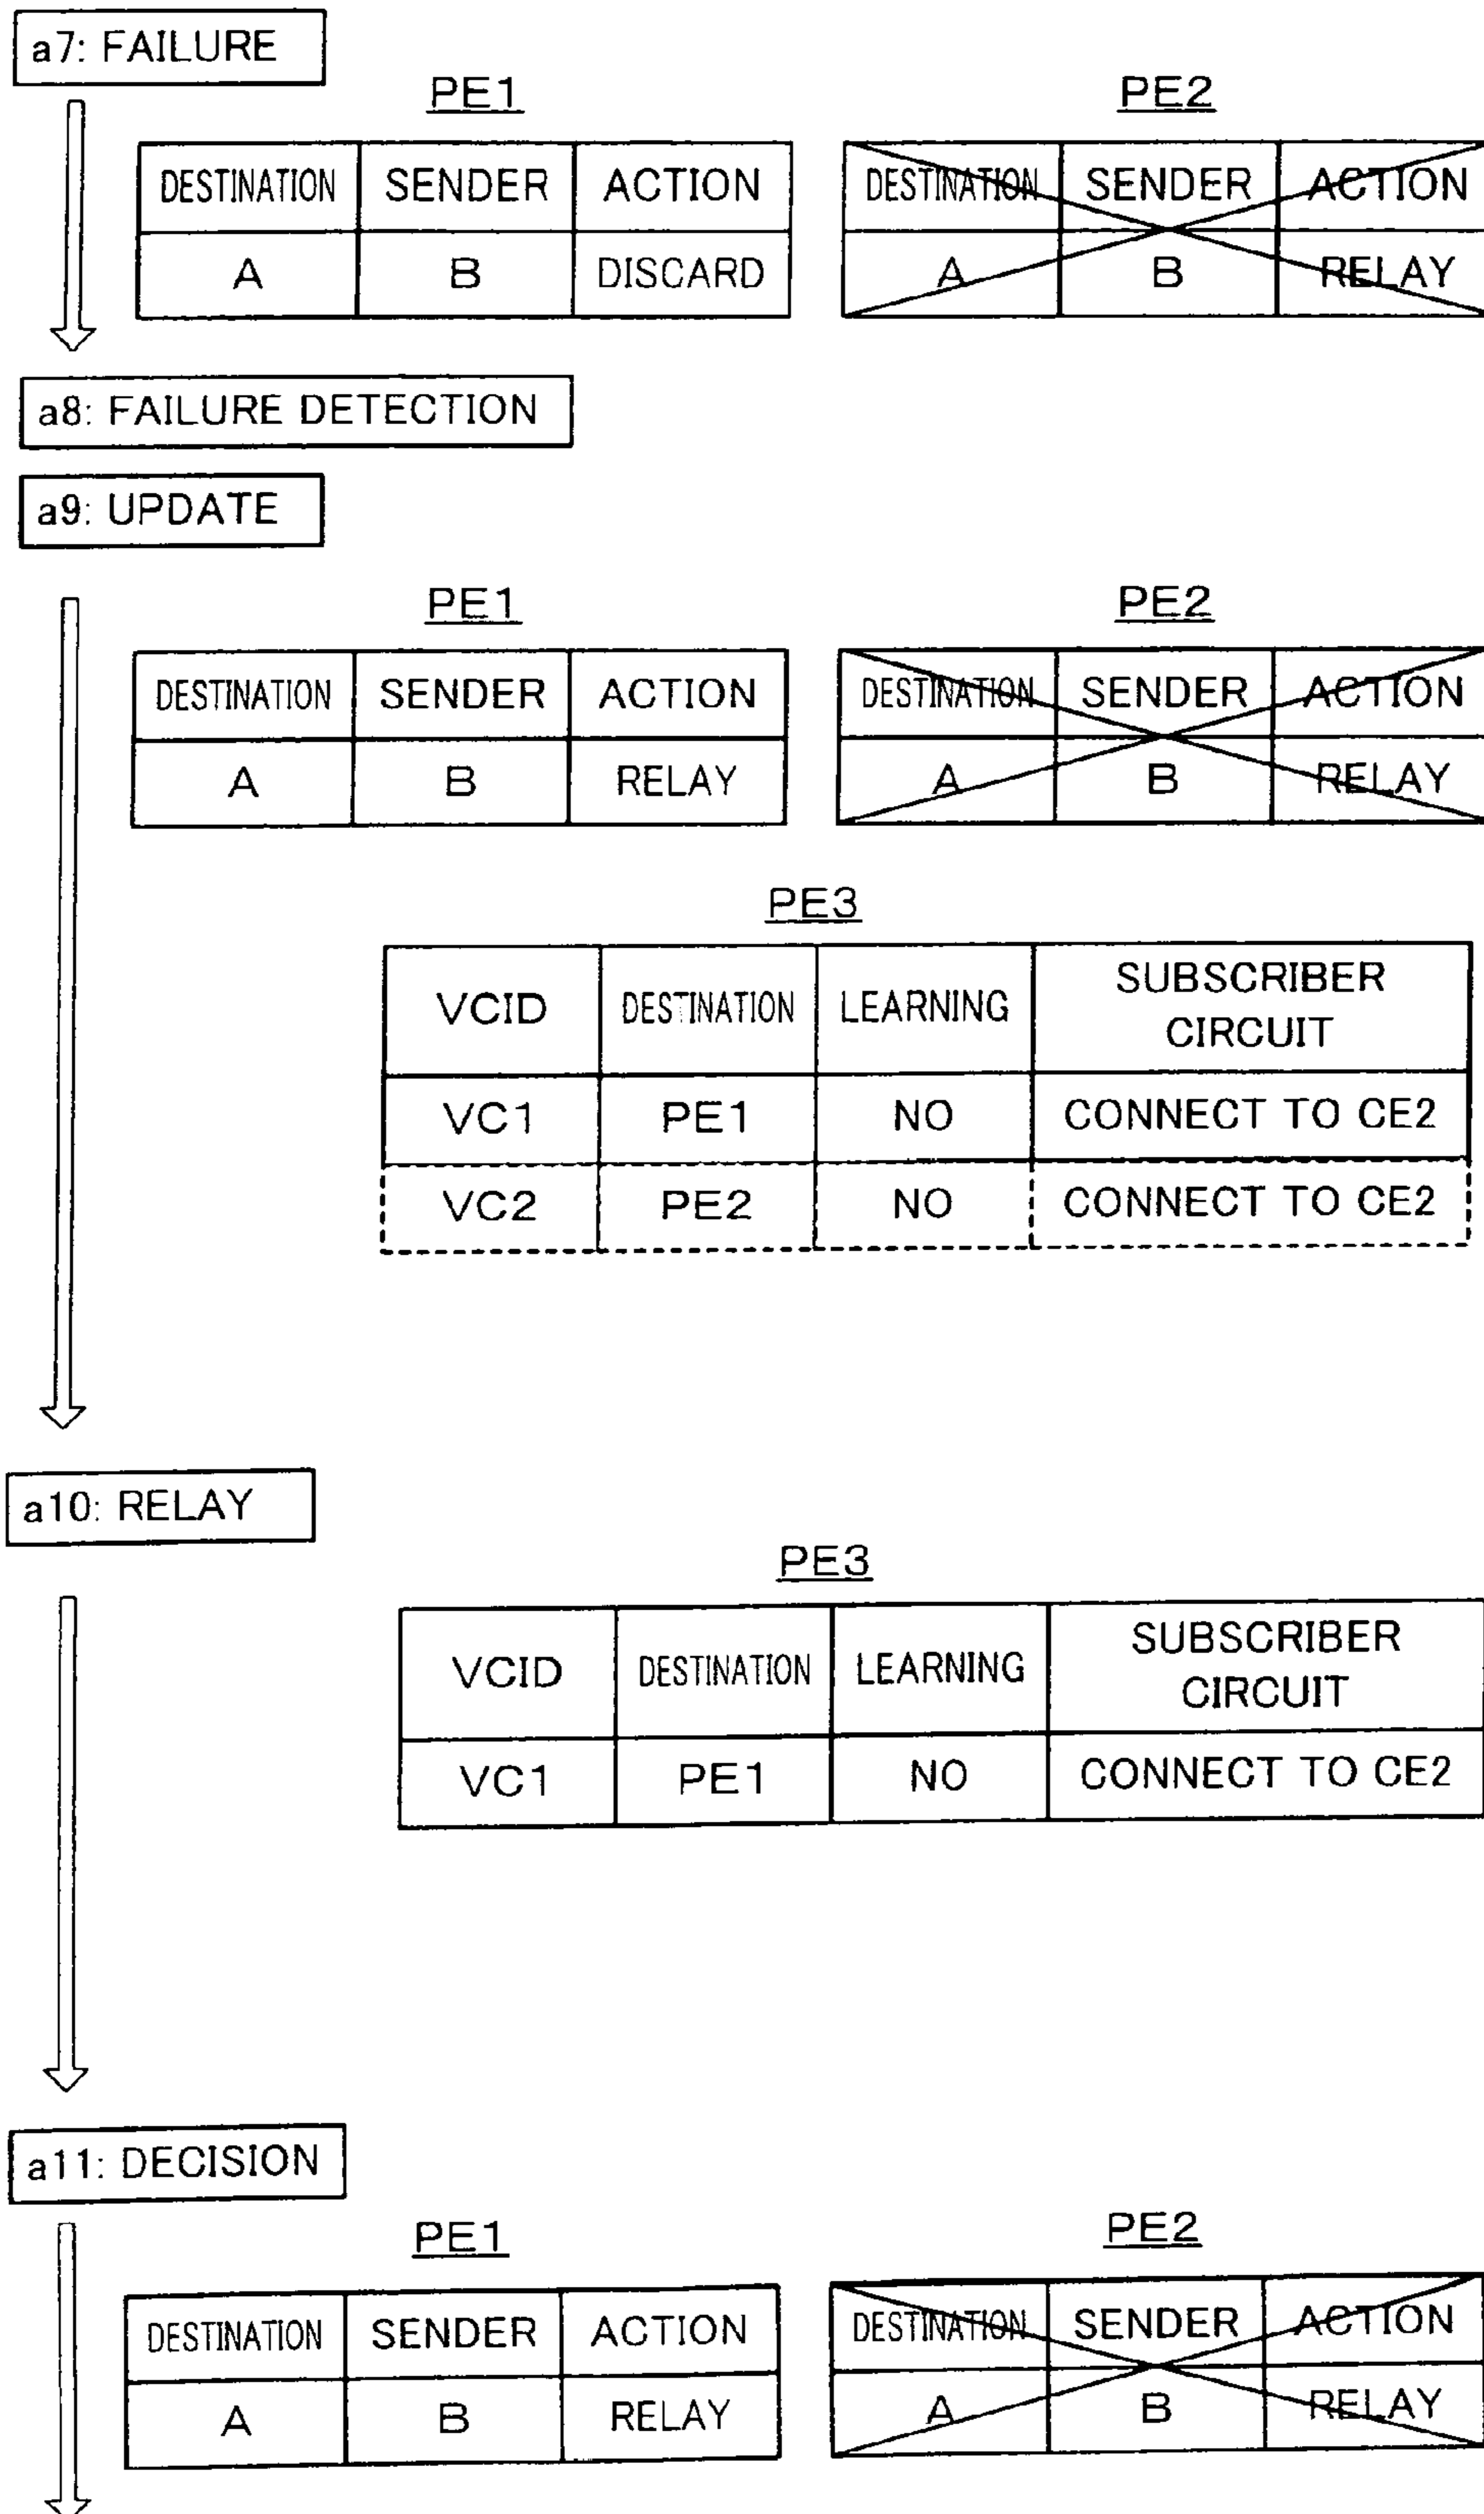 a7: FAILURE
PE1
PE2
DESTINATION SENDER ACTION
A B DISCARD
DESTINATION SENDER ACTION
A B RELAY
a8: FAILURE DETECTION
a9: UPDATE
PE1
PE2
DESTINATION SENDER ACTION
A B RELAY
DESTINATION SENDER ACTION
A B RELAY
PE3
VCID DESTINATION LEARNING SUBSCRIBER
CIRCUIT
VC1 PE1 NO CONNECT TO CE2
VC2 PE2 NO CONNECT TO CE2
a10: RELAY
PE3
VCID DESTINATION LEARNING SUBSCRIBER
CIRCUIT
VC1 PE1 NO CONNECT TO CE2
a11: DECISION
PE1
PE2
DESTINATION SENDER ACTION
A B RELAY
DESTINATION SENDER ACTION
A B RELAY